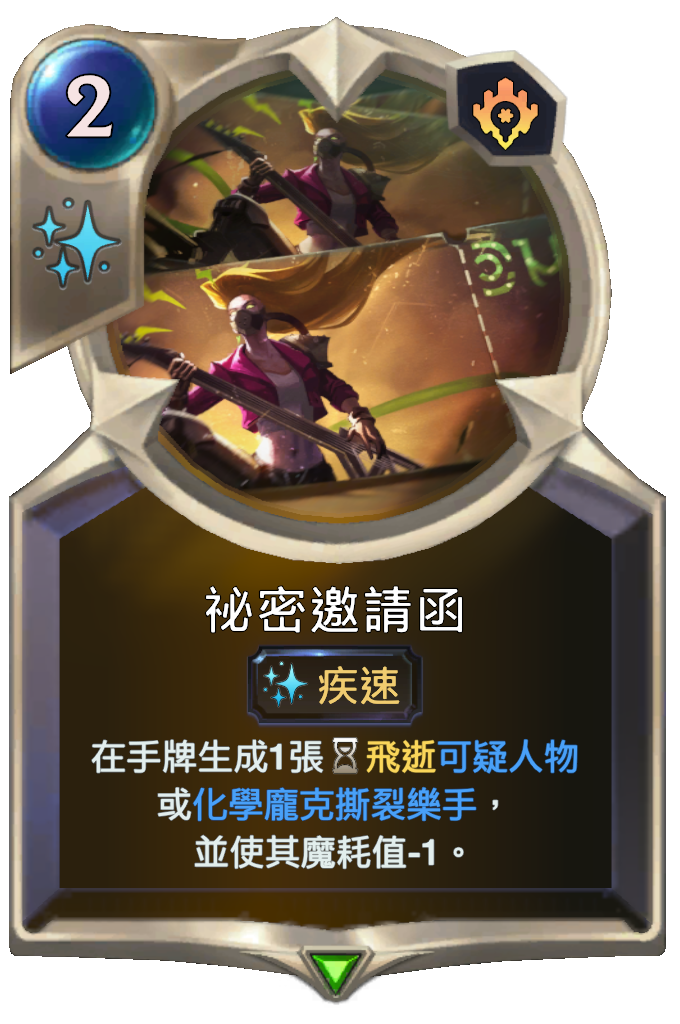 2
祕密邀請函
疾速
在手牌生成1張飛逝可疑人物
或化學龐克撕裂樂手，
並使其魔耗值-1。